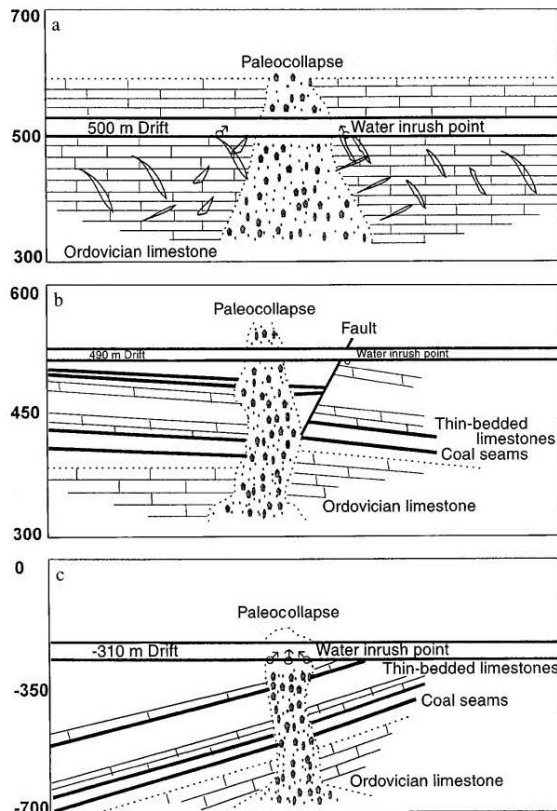 700
a
Paleocollapse
500 m Drift
Water inrush point
500
300
Ordovician limestone
600
b
Paleocollapse
Fault
490 m Drift
Water inrush point
450
Thin-bedded
limestones
Coal seams
Ordovician limestone
300
0
c
Paleocollapse
-310 m Drift
Water inrush point
Thin-bedded limestones
-350
Coal seams
Ordovician limestone
-700